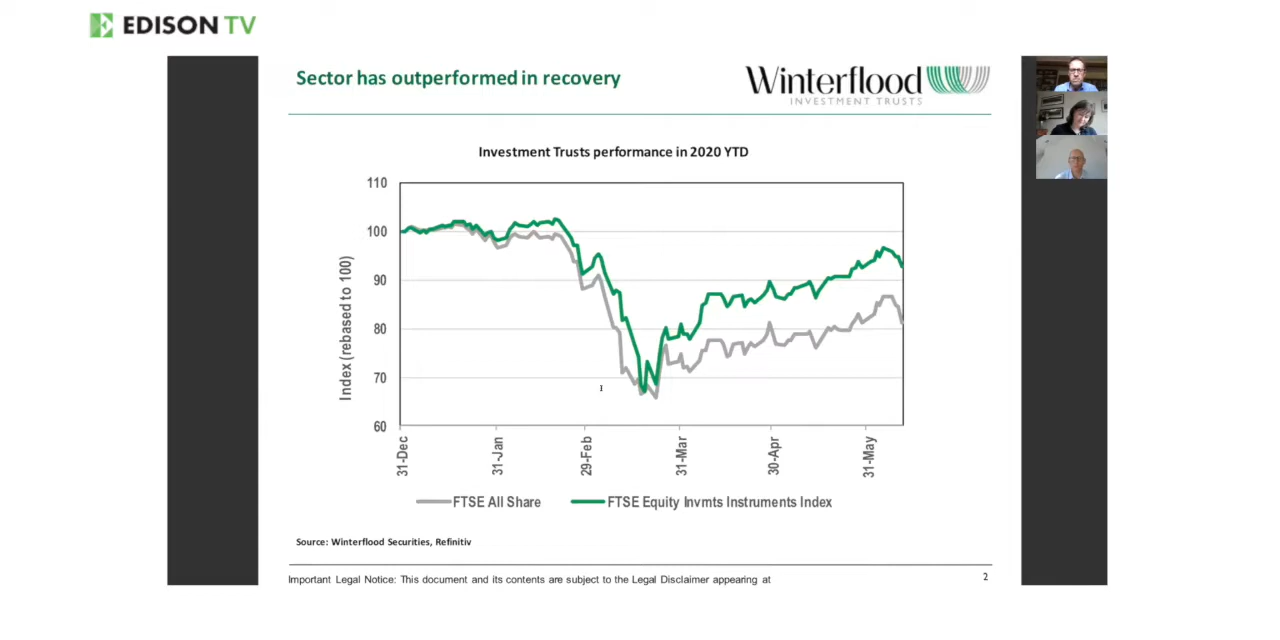 EDISON TV
Sector has outperformed in recovery
Winterflood
INVESTMENT TRUSTS
Investment Trusts performance in 2020 YTD
Index (rebased to 100)
110
100
90
80
70
60
31-Dec
31-Jan
29-Feb
31-Mar
30-Apr
31-May
FTSE All Share
FTSE Equity Invmts Instruments Index
Source: Winterflood Securities, Refinitiv
Important Legal Notice: This document and its contents are subject to the Legal Disclaimer appearing at
2